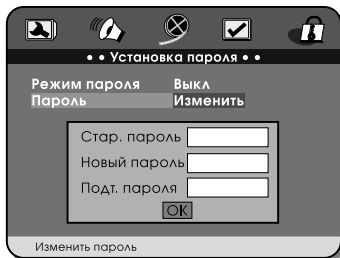 • • Установка пароля • •
Режим пароля Выкл
Пароль Изменить
Стар. пароль
Новый пароль
Подт. пароля
OK
Изменить пароль